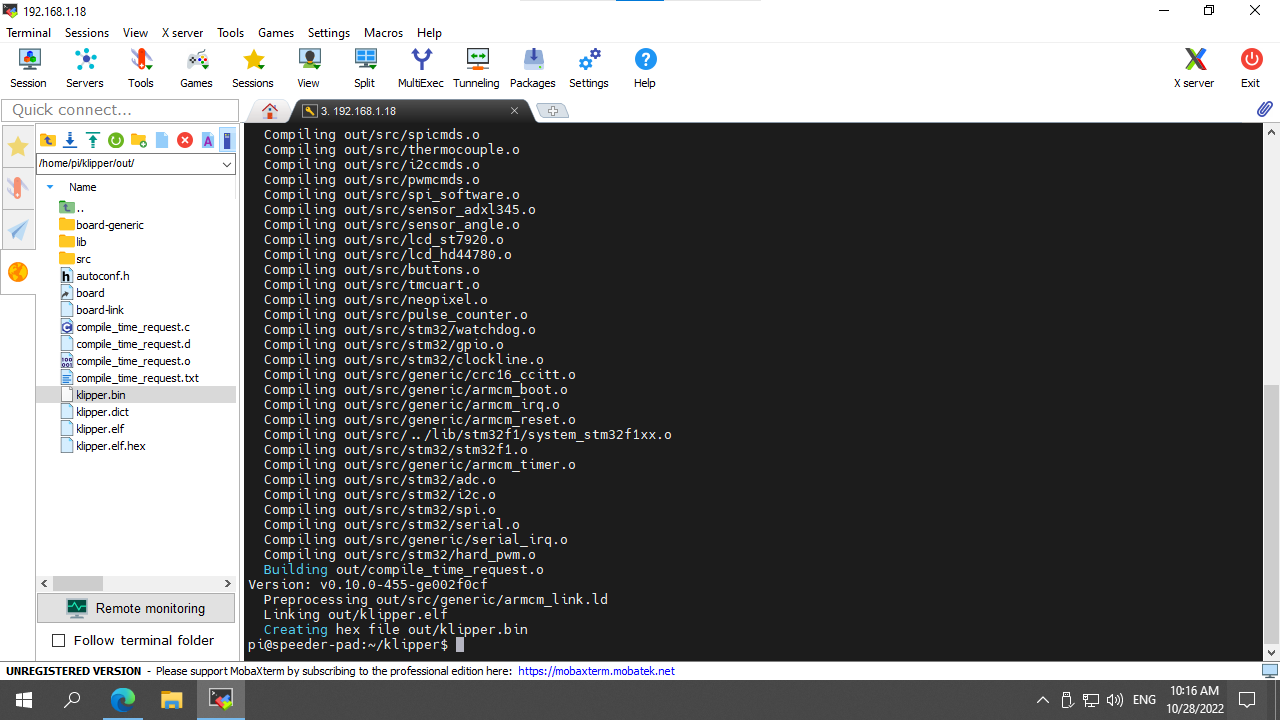 192.168.1.18
Terminal Sessions View X server Tools Games Settings Macros Help
Session Servers Tools Games Sessions View Split MultiExec Tunneling Packages Settings Help X server Exit
Quick connect...
3. 192.168.1.18
/home/pi/klipper/out/
Name
..
board-generic
lib
src
autoconf.h
board
board-link
compile_time_request.c
compile_time_request.d
compile_time_request.o
compile_time_request.txt
klipper.bin
klipper.dict
klipper.elf
klipper.elf.hex
Remote monitoring
Follow terminal folder
Compiling out/src/spicmds.o
Compiling out/src/thermocouple.o
Compiling out/src/i2ccmds.o
Compiling out/src/pwmcmds.o
Compiling out/src/spi_software.o
Compiling out/src/sensor_adxl345.o
Compiling out/src/sensor_angle.o
Compiling out/src/lcd_st7920.o
Compiling out/src/lcd_hd44780.o
Compiling out/src/buttons.o
Compiling out/src/tmcuart.o
Compiling out/src/neopixel.o
Compiling out/src/pulse_counter.o
Compiling out/src/stm32/watchdog.o
Compiling out/src/stm32/gpio.o
Compiling out/src/stm32/clockline.o
Compiling out/src/generic/crc16_ccitt.o
Compiling out/src/generic/armcm_boot.o
Compiling out/src/generic/armcm_irq.o
Compiling out/src/generic/armcm_reset.o
Compiling out/src/../lib/stm32f1/system_stm32f1xx.o
Compiling out/src/stm32/stm32f1.o
Compiling out/src/generic/armcm_timer.o
Compiling out/src/stm32/adc.o
Compiling out/src/stm32/i2c.o
Compiling out/src/stm32/spi.o
Compiling out/src/stm32/serial.o
Compiling out/src/generic/serial_irq.o
Compiling out/src/stm32/hard_pwm.o
Building out/compile_time_request.o
Version: v0.10.0-455-ge002f0cf
Preprocessing out/src/generic/armcm_link.ld
Linking out/klipper.elf
Creating hex file out/klipper.bin
pi@speeder-pad:~/klipper$
UNREGISTERED VERSION - Please support MobaXterm by subscribing to the professional edition here: https://mobaxterm.mobatek.net
ENG
10:16 AM
10/28/2022